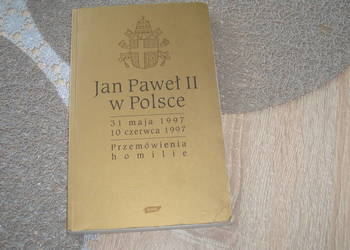 Jan Paweł II
w Polsce
31 maja 1997
10 czerwca 1997
Przemówienia
homilie